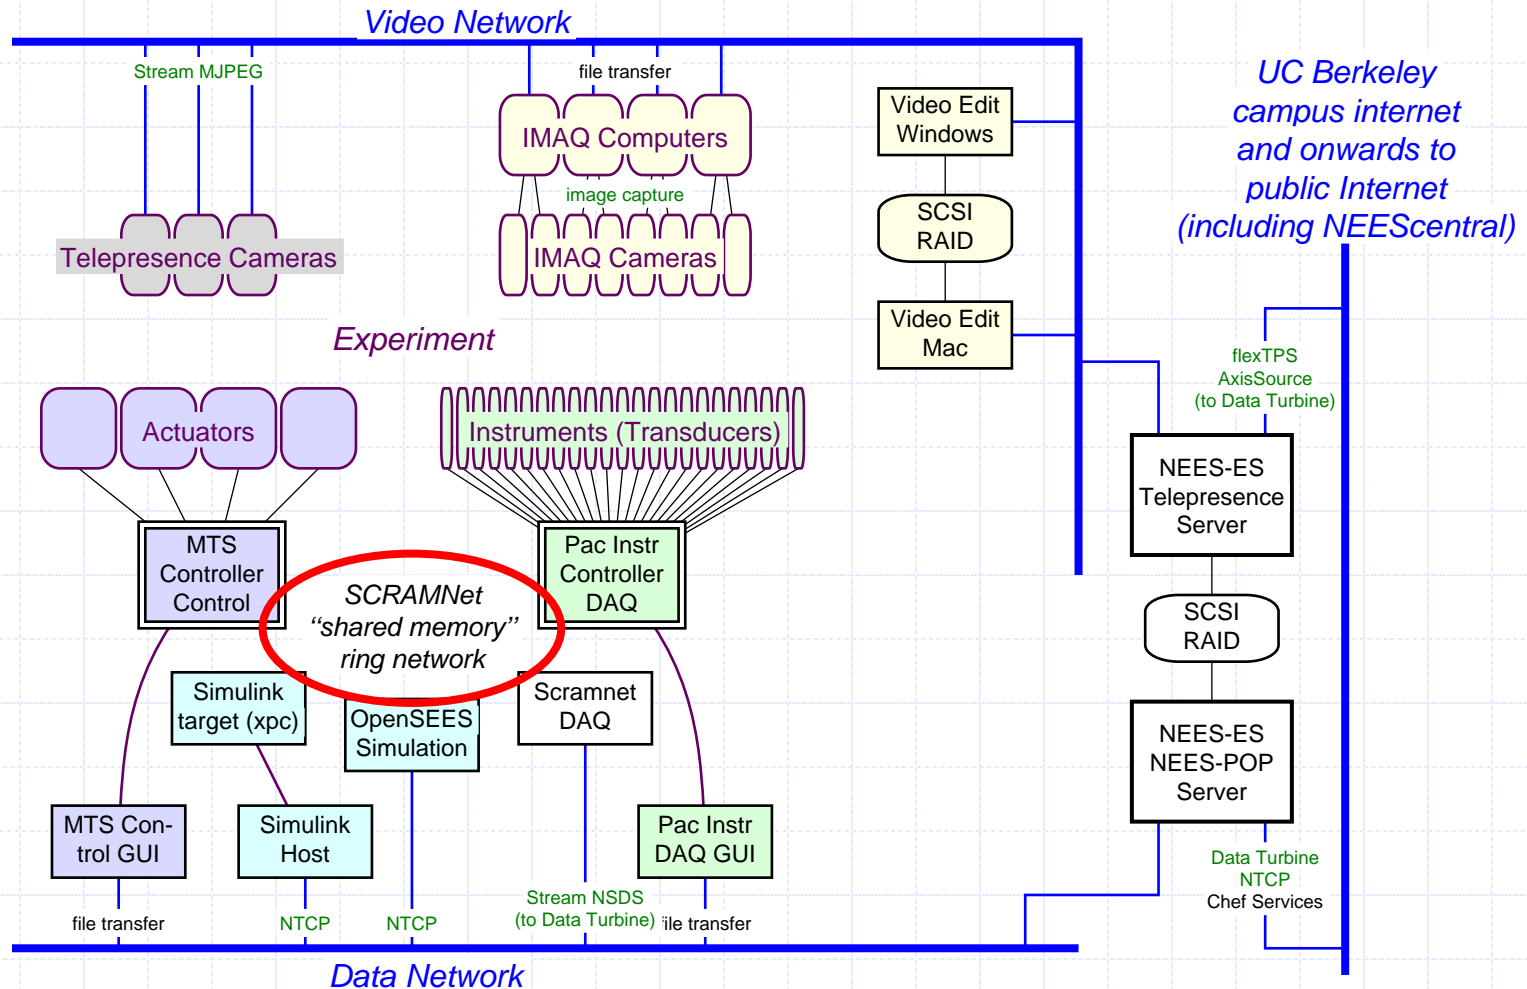 Video Network
Stream MJPEG
file transfer
UC Berkeley
campus internet
and onwards to
public Internet
(including NEEScentral)
IMAQ Computers
Video Edit
Windows
image capture
SCSI
RAID
Telepresence Cameras
IMAQ Cameras
Video Edit
Mac
Experiment
flexTPS
AxisSource
(to Data Turbine)
Actuators
Instruments (Transducers)
NEES-ES
Telepresence
Server
MTS
Controller
Control
SCRAMNet
“shared memory”
ring network
Pac Instr
Controller
DAQ
SCSI
RAID
Simulink
target (xpc)
OpenSEES
Simulation
Scramnet
DAQ
NEES-ES
NEES-POP
Server
MTS Con-
trol GUI
Simulink
Host
Pac Instr
DAQ GUI
Data Turbine
NTCP
Chef Services
file transfer
NTCP
NTCP
Stream NSDS
(to Data Turbine)
file transfer
Data Network